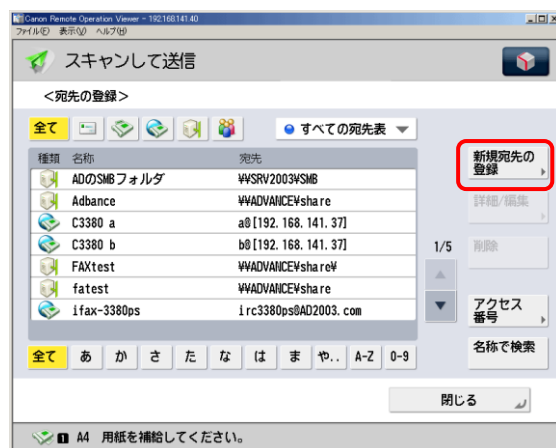 Canon Remote Operation Viewer - 192.168.141.40
ファイル(F) 表示(V) ヘルプ(H)
スキャンして送信
<宛先の登録>
全て すべての宛先表
種類 名称 宛先
ADのSMBフォルダ ¥¥SRV2003¥SMB
Adbance ¥¥ADVANCE¥share
C3380 a a@[192.168.141.37]
C3380 b b@[192.168.141.37]
FAXtest ¥¥ADVANCE¥share¥
fatest ¥¥ADVANCE¥share
ifax-3380ps irc3380ps@AD2003.com
1/5
新規宛先の
登録
詳細/編集
削除
アクセス
番号
名称で検索
全て あ か さ た な は ま や.. A-Z 0-9
閉じる
1 A4 用紙を補給してください。